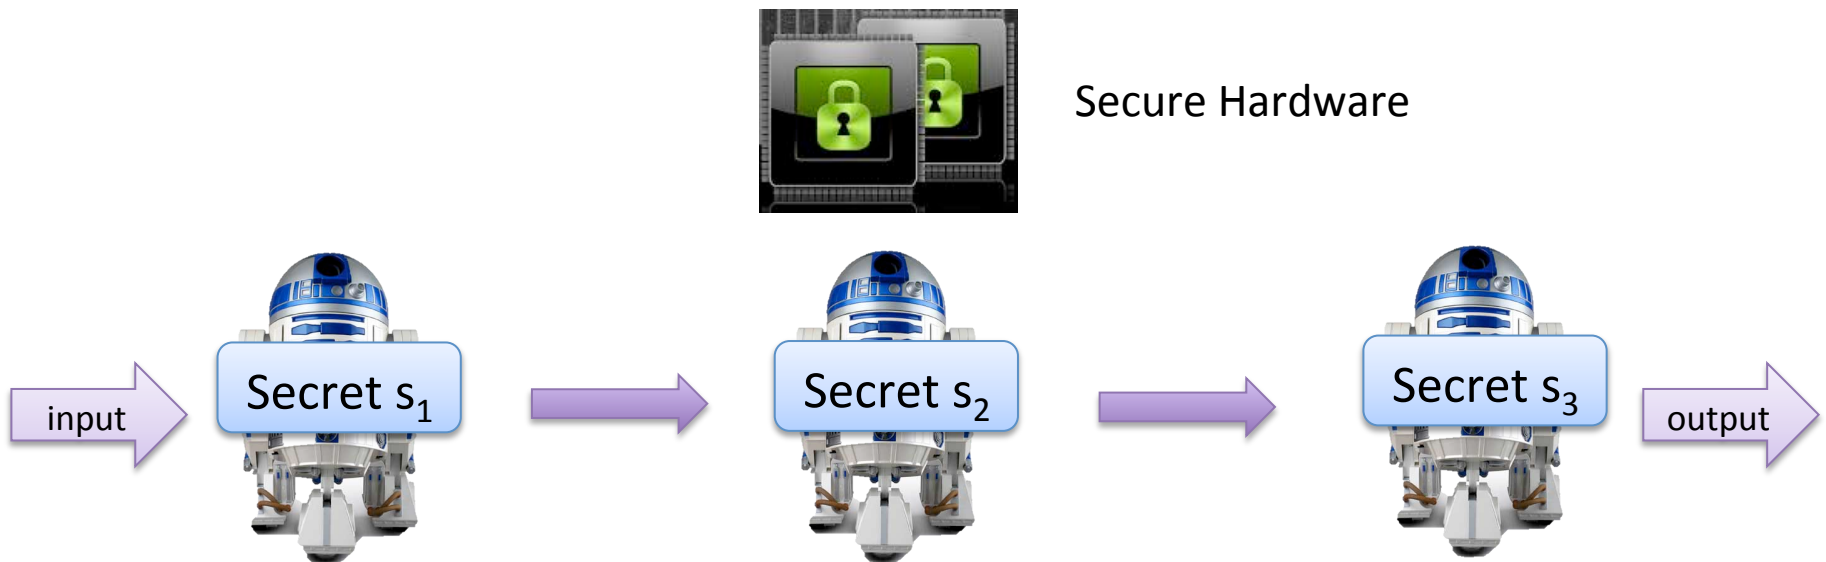 Secure Hardware
input
Secret s₁
Secret s₂
Secret s₃
output